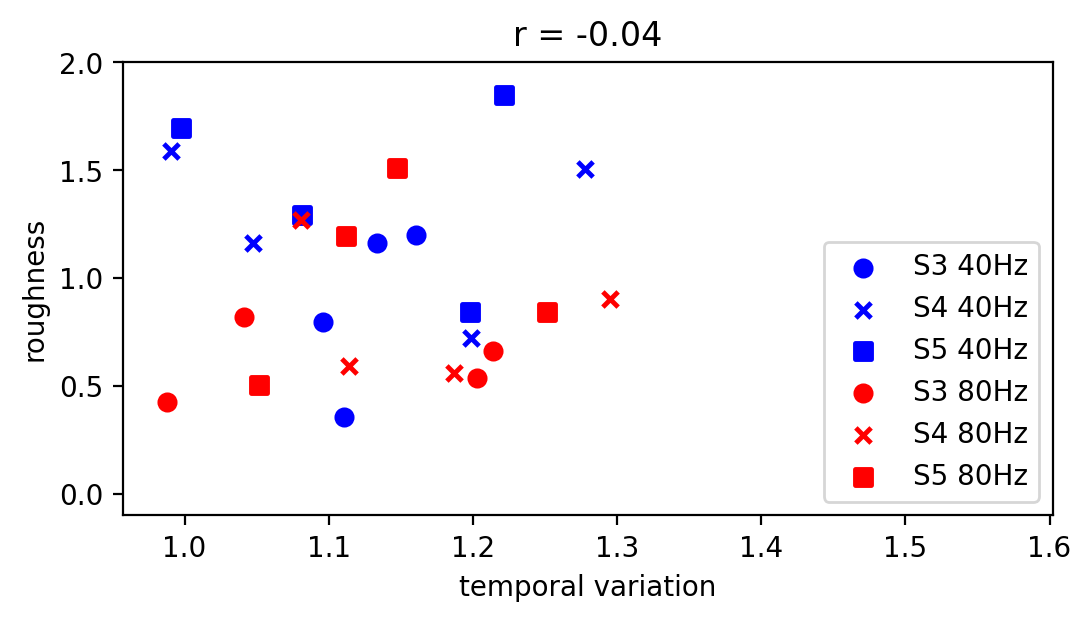 r = -0.04
roughness
2.0
1.5
1.0
0.5
0.0
S3 40Hz
S4 40Hz
S5 40Hz
S3 80Hz
S4 80Hz
S5 80Hz
1.0 1.1 1.2 1.3 1.4 1.5 1.6
temporal variation